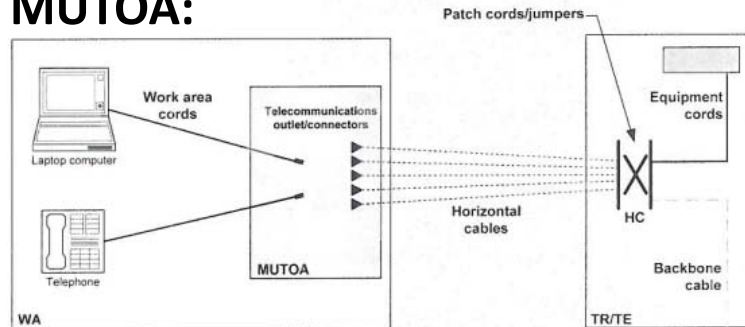 MUTOA:
Patch cords/jumpers
Work area
cords
Telecommunications
outlet/connectors
Equipment
cords
Laptop computer
Horizontal
cables
HC
Telephone
MUTOA
Backbone
cable
WA
TR/TE